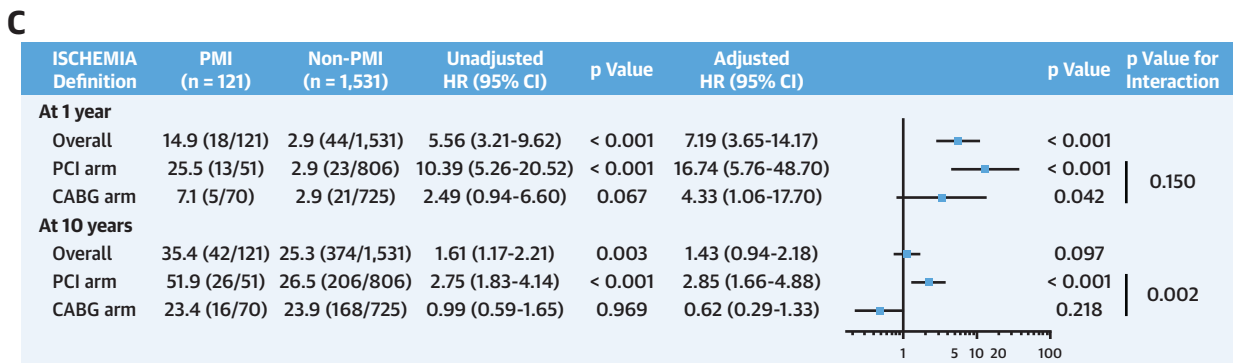 C
ISCHEMIA Definition PMI (n = 121) Non-PMI (n = 1,531) Unadjusted HR (95% CI) p Value Adjusted HR (95% CI) p Value p Value for Interaction
At 1 year
Overall 14.9 (18/121) 2.9 (44/1,531) 5.56 (3.21-9.62) < 0.001 7.19 (3.65-14.17) < 0.001
PCI arm 25.5 (13/51) 2.9 (23/806) 10.39 (5.26-20.52) < 0.001 16.74 (5.76-48.70) < 0.001
0.150
CABG arm 7.1 (5/70) 2.9 (21/725) 2.49 (0.94-6.60) 0.067 4.33 (1.06-17.70) 0.042
At 10 years
Overall 35.4 (42/121) 25.3 (374/1,531) 1.61 (1.17-2.21) 0.003 1.43 (0.94-2.18) 0.097
PCI arm 51.9 (26/51) 26.5 (206/806) 2.75 (1.83-4.14) < 0.001 2.85 (1.66-4.88) < 0.001
0.002
CABG arm 23.4 (16/70) 23.9 (168/725) 0.99 (0.59-1.65) 0.969 0.62 (0.29-1.33) 0.218
1 5 10 20 100